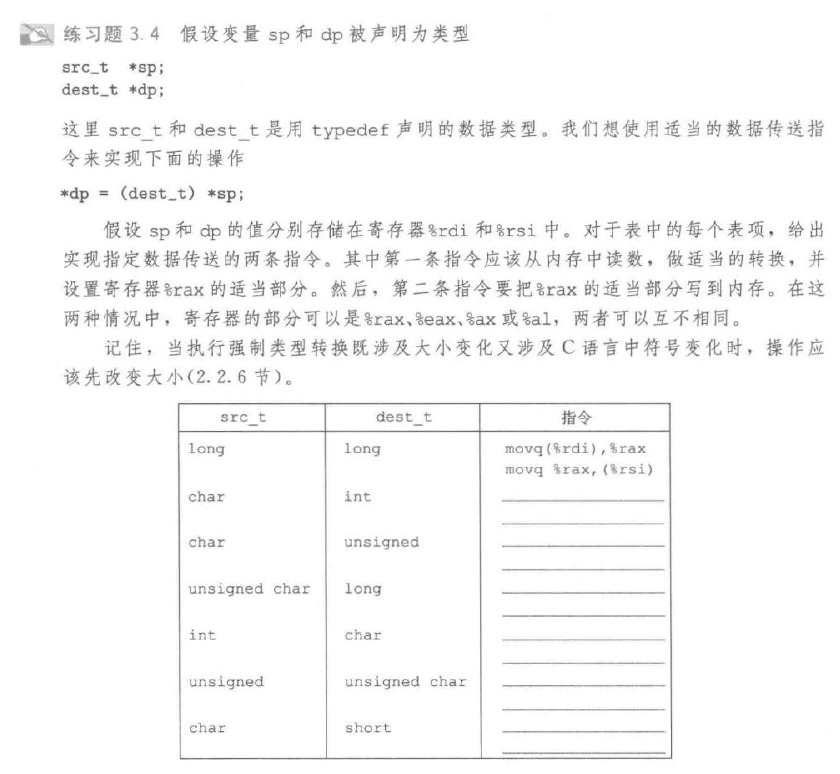 练习题 3.4 假设变量 sp 和 dp 被声明为类型
src_t *sp;
dest_t *dp;
这里 src_t 和 dest_t 是用 typedef 声明的数据类型。我们想使用适当的数据传送指
令来实现下面的操作
*dp = (dest_t) *sp;
假设 sp 和 dp 的值分别存储在寄存器%rdi 和%rsi 中。对于表中的每个表项，给出
实现指定数据传送的两条指令。其中第一条指令应该从内存中读数，做适当的转换，并
设置寄存器%rax 的适当部分。然后，第二条指令要把%rax 的适当部分写到内存。在这
两种情况中，寄存器的部分可以是%rax、%eax、%ax 或%al，两者可以互不相同。
记住，当执行强制类型转换既涉及大小变化又涉及 C 语言中符号变化时，操作应
该先改变大小(2.2.6 节)。
src_t dest_t 指令
long long movq(%rdi),%rax
movq %rax,(%rsi)
char int
char unsigned
unsigned char long
int char
unsigned unsigned char
char short